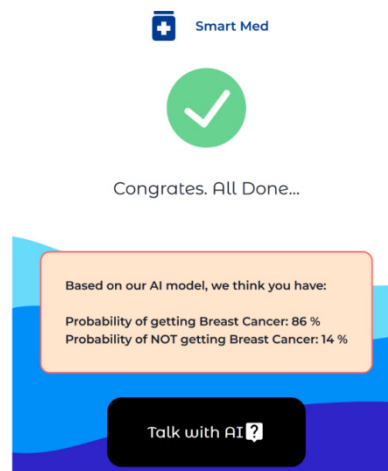 Smart Med
Congrates. All Done...
Based on our AI model, we think you have:
Probability of getting Breast Cancer: 86 %
Probability of NOT getting Breast Cancer: 14 %
Talk with AI?